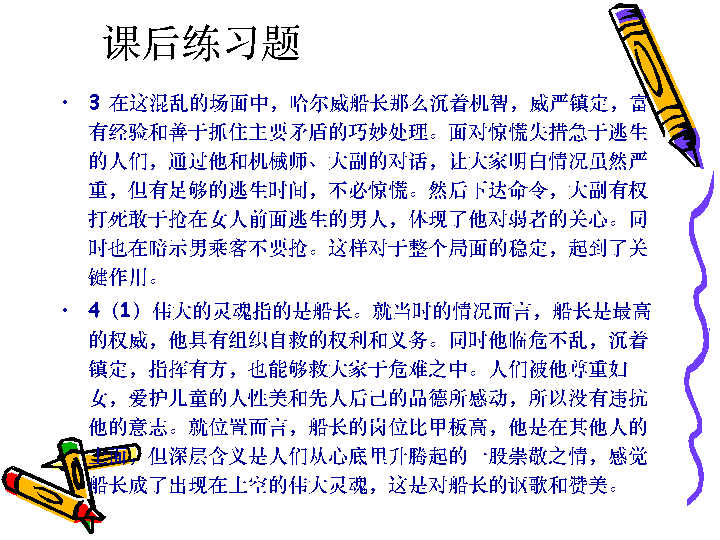 课后练习题
• 3 在这混乱的场面中，哈尔威船长那么沉着机智，威严镇定，富
有经验和善于抓住主要矛盾的巧妙处理。面对惊慌失措急于逃生
的人们，通过他和机械师、大副的对话，让大家明白情况虽然严
重，但有足够的逃生时间，不必惊慌。然后下达命令，大副有权
打死敢于抢在女人前面逃生的男人，体现了他对弱者的关心。同
时也在暗示男乘客不要抢。这样对于整个局面的稳定，起到了关
键作用。
• 4（1）伟大的灵魂指的是船长。就当时的情况而言，船长是最高
的权威，他具有组织自救的权利和义务。同时他临危不乱，沉着
镇定，指挥有方，也能够救大家于危难之中。人们被他尊重妇
女，爱护儿童的人性美和先人后己的品德所感动，所以没有违抗
他的意志。就位置而言，船长的岗位比甲板高，他是在其他人的
，但深层含义是人们从心底里升腾起的一股崇敬之情，感觉
船长成了出现在上空的伟大灵魂，这是对船长的讴歌和赞美。